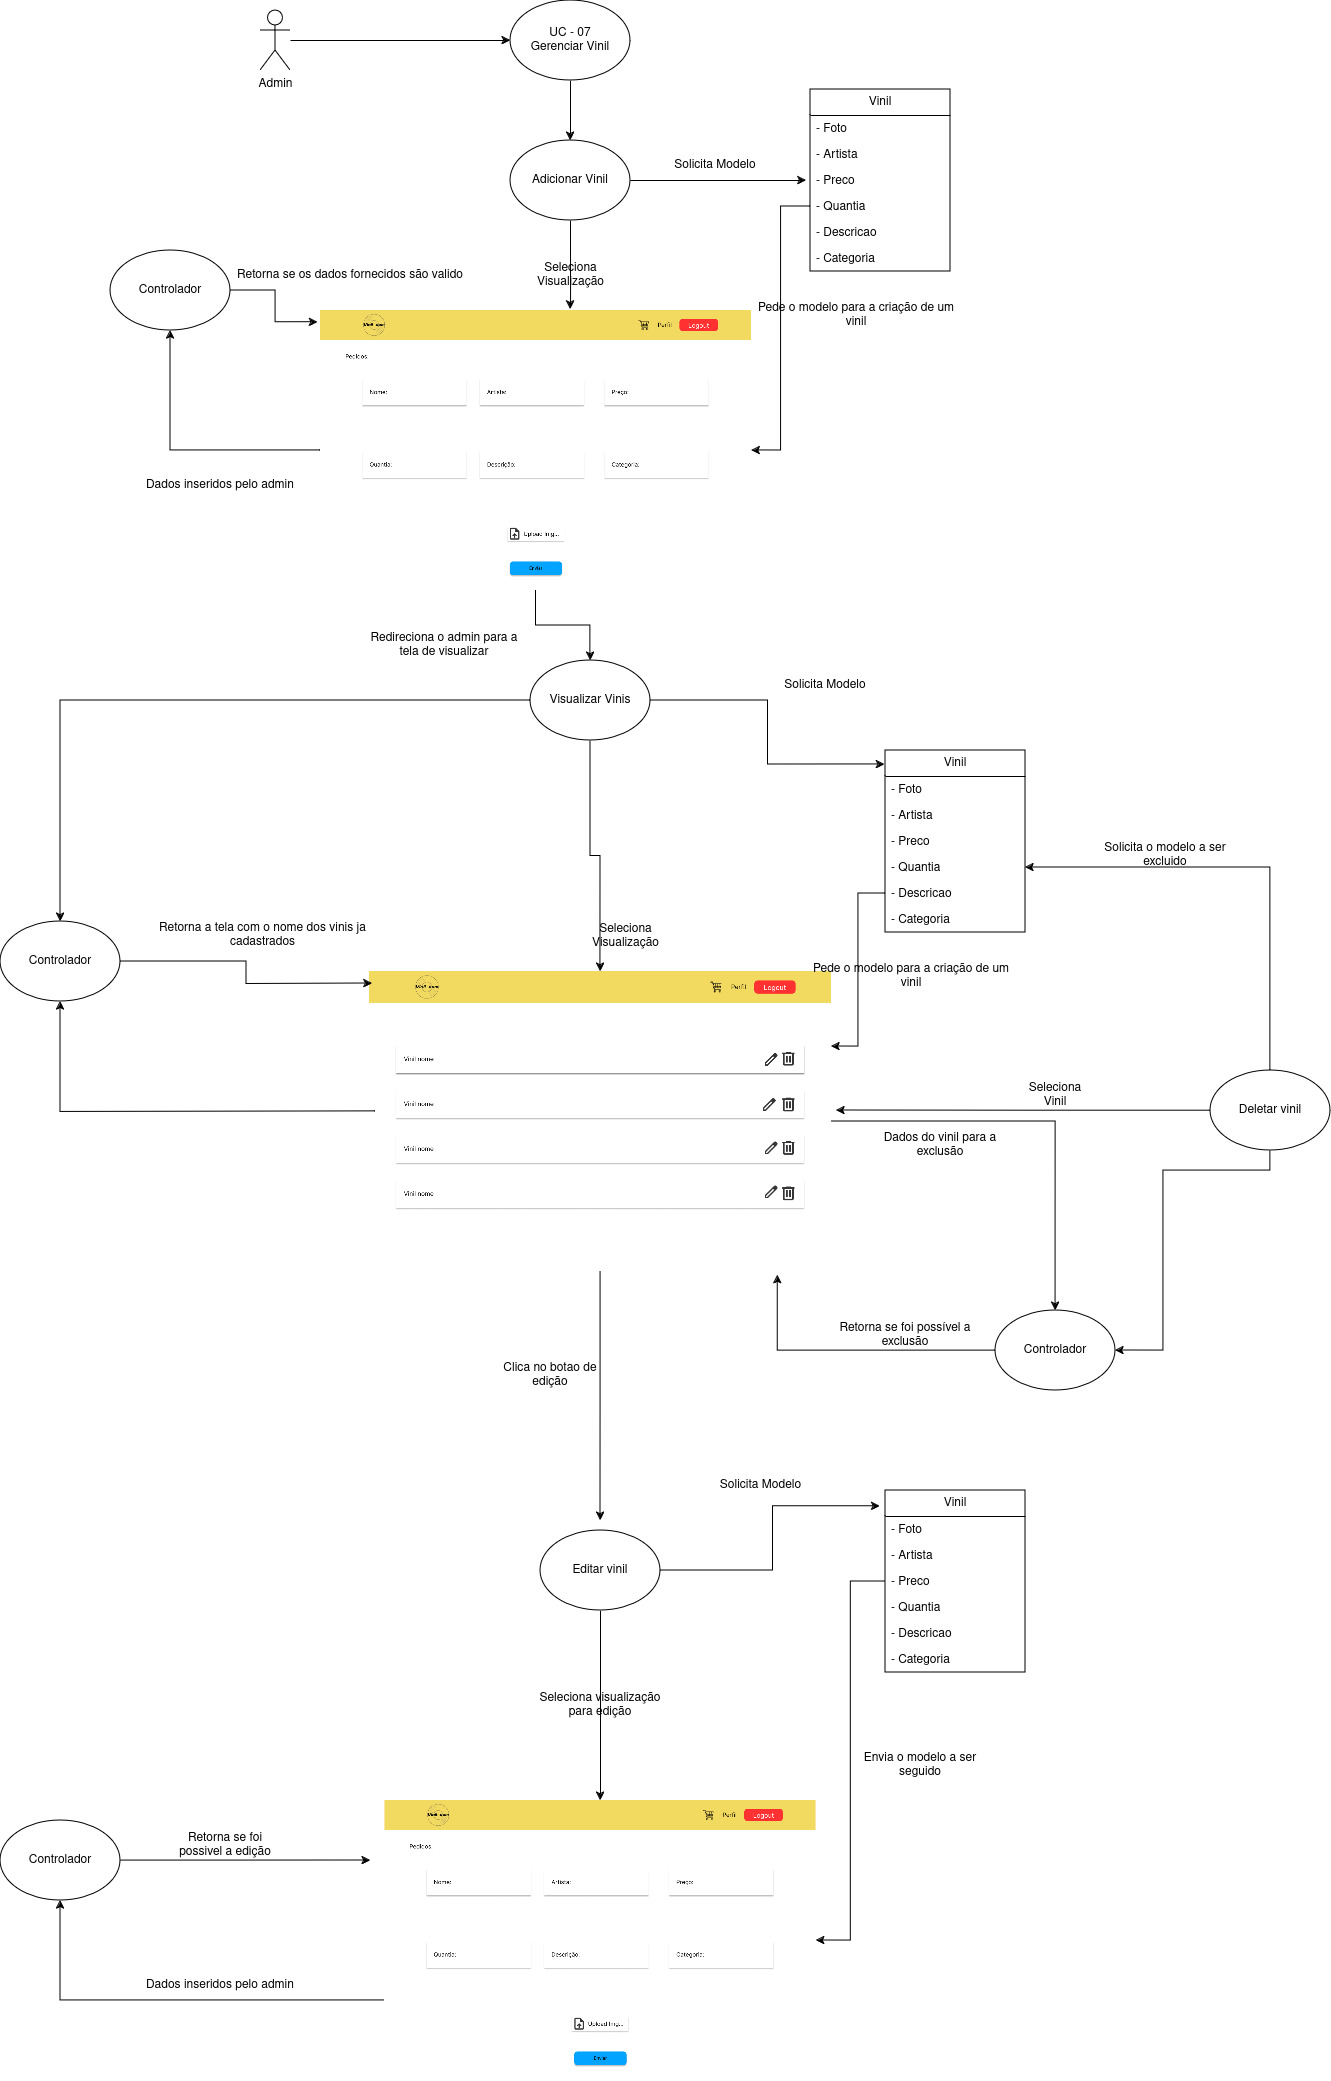 UC - 07
Gerenciar Vinil
Admin
Vinil
- Foto
- Artista
- Preco
- Quantia
- Descricao
- Categoria
Solicita Modelo
Adicionar Vinil
Seleciona
Visualização
Retorna se os dados fornecidos são valido
Controlador
Pede o modelo para a criação de um
vinil
Perfil
Logout
Pedidos
Nome:
Artista:
Preço:
Quantia:
Descrição:
Categoria:
Dados inseridos pelo admin
Upload Img...
Enviar
Redireciona o admin para a
tela de visualizar
Visualizar Vinis
Solicita Modelo
Vinil
- Foto
- Artista
- Preco
- Quantia
- Descricao
- Categoria
Solicita o modelo a ser
excluido
Retorna a tela com o nome dos vinis ja
cadastrados
Controlador
Seleciona
Visualização
Pede o modelo para a criação de um
vinil
Perfil
Logout
Vinil nome
Vinil nome
Vinil nome
Vinil nome
Seleciona
Vinil
Deletar vinil
Dados do vinil para a
exclusão
Retorna se foi possível a
exclusão
Controlador
Clica no botao de
edição
Solicita Modelo
Vinil
- Foto
- Artista
- Preco
- Quantia
- Descricao
- Categoria
Editar vinil
Seleciona visualização
para edição
Envia o modelo a ser
seguido
Perfil
Logout
Pedidos
Retorna se foi
possivel a edição
Controlador
Nome:
Artista:
Preço:
Quantia:
Descrição:
Categoria:
Dados inseridos pelo admin
Upload Img...
Enviar